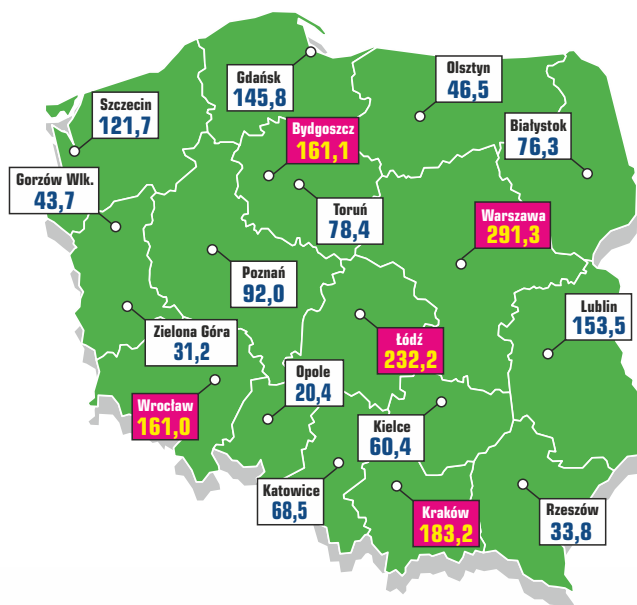 Gdańsk
145,8
Olsztyn
46,5
Szczecin
121,7
Bydgoszcz
161,1
Białystok
76,3
Gorzów Wlk.
43,7
Toruń
78,4
Warszawa
291,3
Poznań
92,0
Lublin
153,5
Zielona Góra
31,2
Łódź
232,2
Opole
20,4
Wrocław
161,0
Kielce
60,4
Katowice
68,5
Kraków
183,2
Rzeszów
33,8